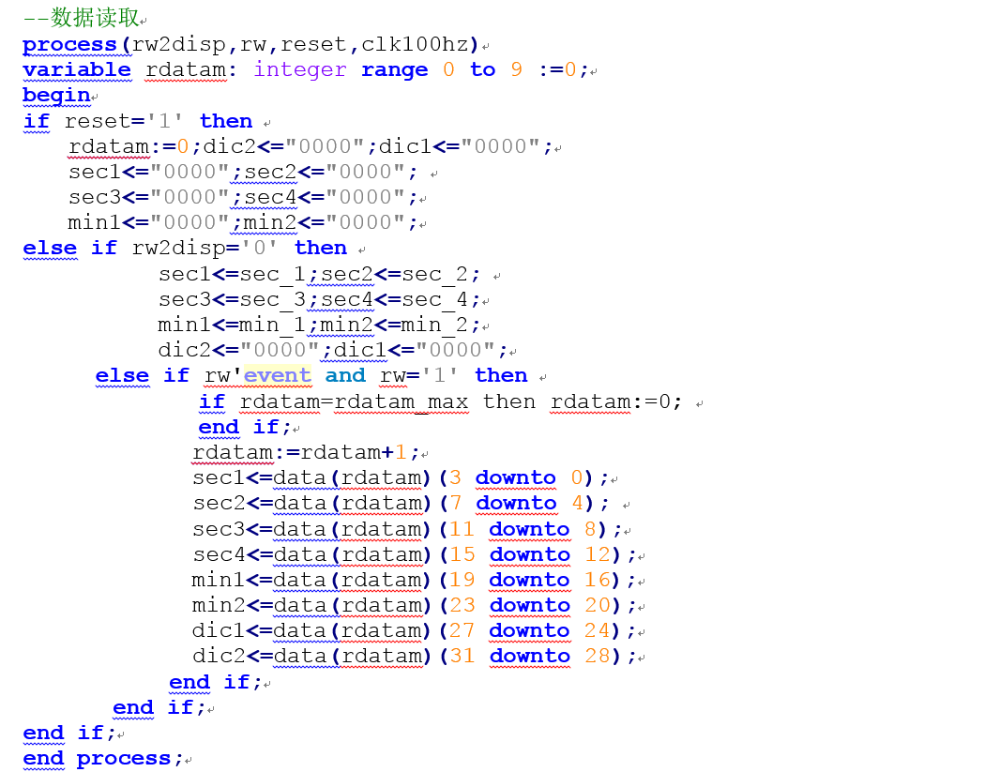 --数据读取
process(rw2disp,rw,reset,clk100hz)
variable rdatam: integer range 0 to 9 :=0;
begin
if reset='1' then
rdatam:=0;dic2<="0000";dic1<="0000";
sec1<="0000";sec2<="0000";
sec3<="0000";sec4<="0000";
min1<="0000";min2<="0000";
else if rw2disp='0' then
sec1<=sec_1;sec2<=sec_2;
sec3<=sec_3;sec4<=sec_4;
min1<=min_1;min2<=min_2;
dic2<="0000";dic1<="0000";
else if rw'event and rw='1' then
if rdatam=rdatam_max then rdatam:=0;
end if;
rdatam:=rdatam+1;
sec1<=data(rdatam)(3 downto 0);
sec2<=data(rdatam)(7 downto 4);
sec3<=data(rdatam)(11 downto 8);
sec4<=data(rdatam)(15 downto 12);
min1<=data(rdatam)(19 downto 16);
min2<=data(rdatam)(23 downto 20);
dic1<=data(rdatam)(27 downto 24);
dic2<=data(rdatam)(31 downto 28);
end if;
end if;
end if;
end process;